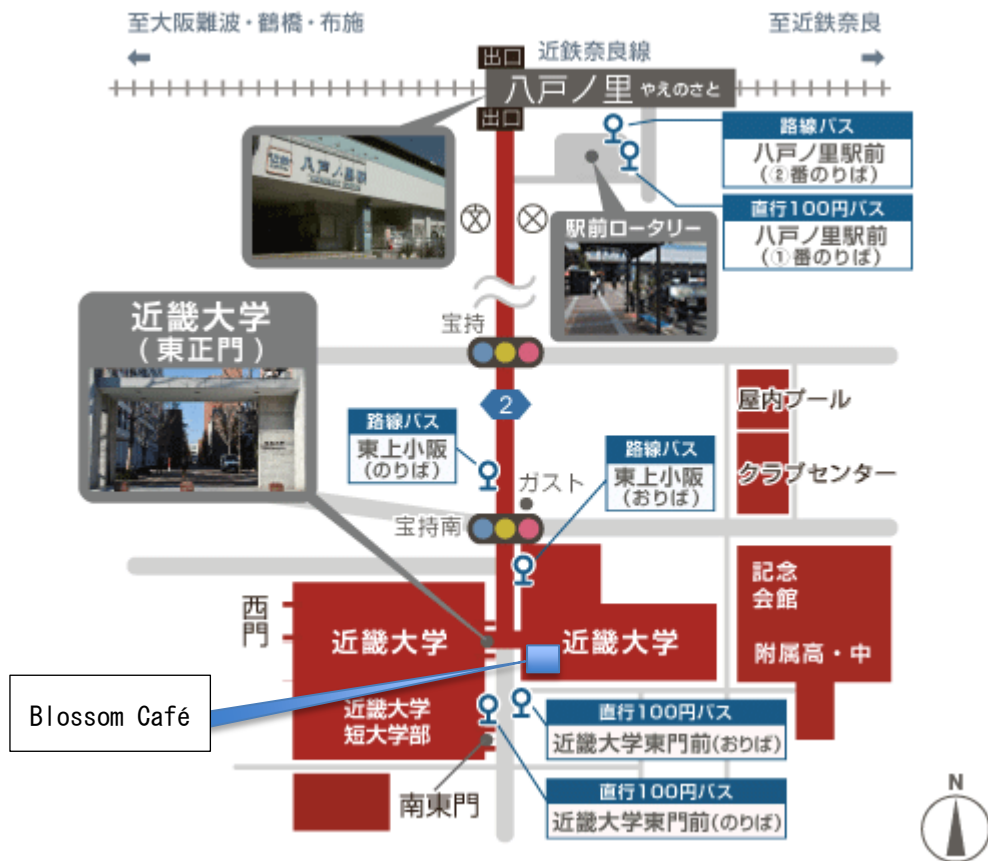 至大阪難波・鶴橋・布施
至近鉄奈良
近鉄奈良線
出口
八戸ノ里 やえのさと
出口
路線バス
八戸ノ里駅前
(②番のりば)
直行100円バス
八戸ノ里駅前
(①番のりば)
八戸ノ里駅
文
駅前ロータリー
近畿大学
(東正門)
宝持
2
屋内プール
クラブセンター
路線バス
東上小阪
(のりば)
路線バス
東上小阪
(おりば)
ガスト
宝持南
記念
会館
附属高・中
西門
近畿大学
近畿大学
Blossom Café
近畿大学
短大学部
直行100円バス
近畿大学東門前(おりば)
直行100円バス
近畿大学東門前(のりば)
南東門
N